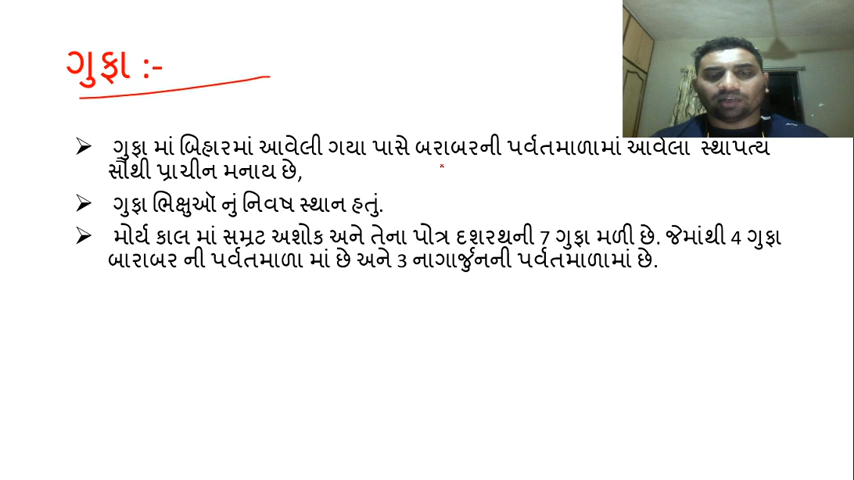 ગુફા :-
ગુફા માં બિહારમાં આવેલી ગયા પાસે બરાબરની પર્વતમાળામાં આવેલા સ્થાપત્ય
સૌથી પ્રાચીન મનાય છે,
ગુફા ભિક્ષુઑ નું નિવષ સ્થાન હતું.
મોર્ય કાલ માં સમ્રટ અશોક અને તેના પોત્ર દશરથની 7 ગુફા મળી છે. જેમાંથી 4 ગુફા
બારાબર ની પર્વતમાળા માં છે અને 3 નાગાર્જુનની પર્વતમાળામાં છે.